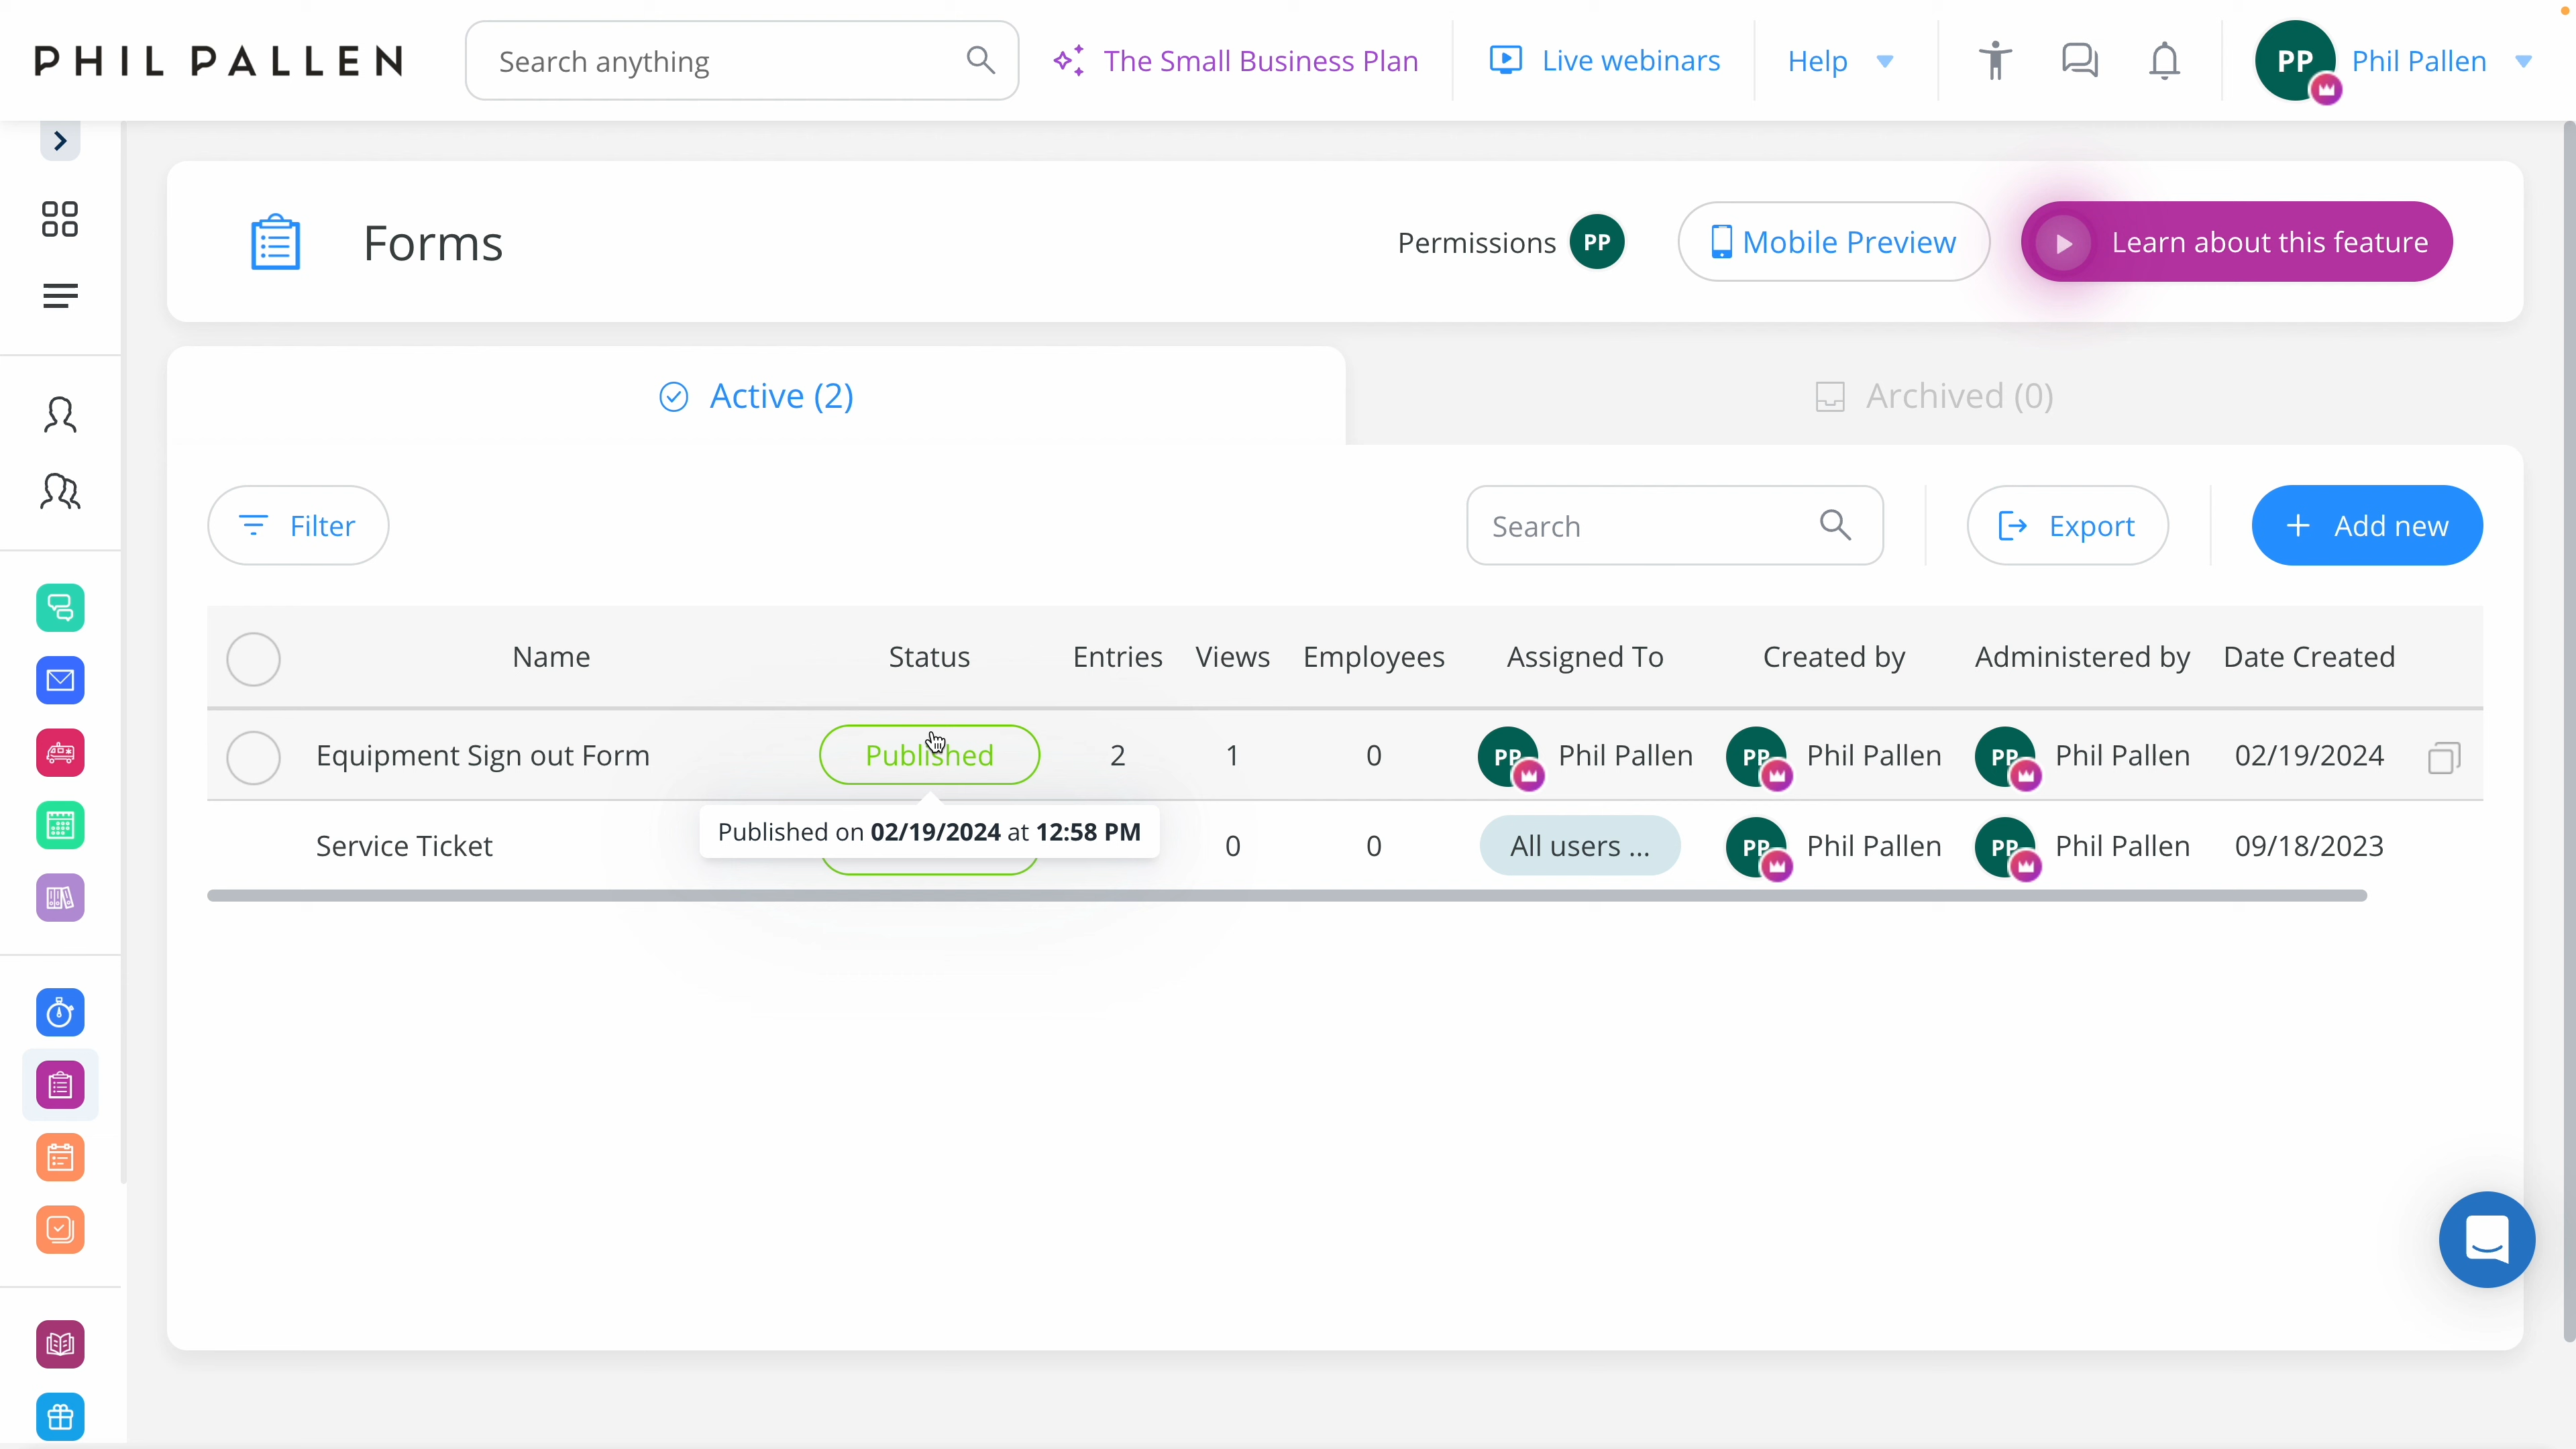 PHIL PALLEN
Search anything
The Small Business Plan
Live webinars
Help
PP
Phil Pallen
Forms
Permissions PP
Mobile Preview
Learn about this feature
Active (2)
Archived (0)
Filter
Search
Export
+ Add new
Name Status Entries Views Employees Assigned To Created by Administered by Date Created
Equipment Sign out Form Published 2 1 0 PP Phil Pallen PP Phil Pallen PP Phil Pallen 02/19/2024
Published on 02/19/2024 at 12:58 PM
Service Ticket 0 0 All users ... PP Phil Pallen PP Phil Pallen 09/18/2023